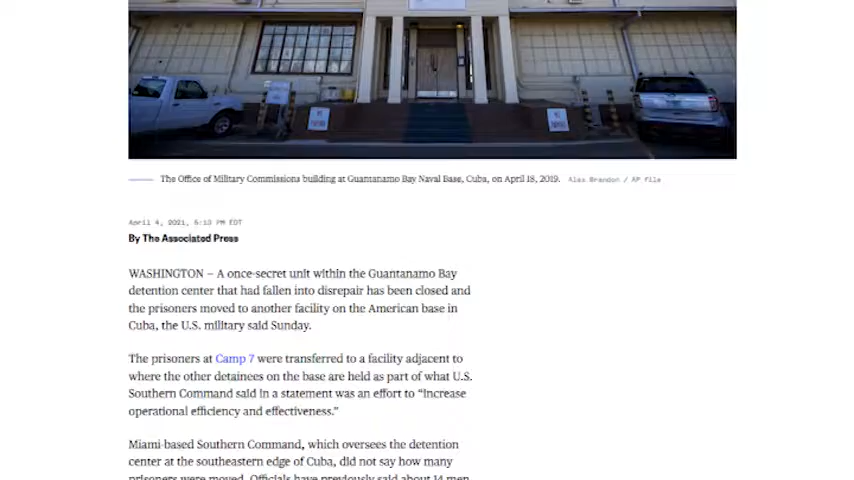 The Office of Military Commissions building at Guantanamo Bay Naval Base, Cuba, on April 18, 2019. Alex Brandon / AP file
April 4, 2021, 5:13 PM EDT
By The Associated Press
WASHINGTON — A once-secret unit within the Guantanamo Bay
detention center that had fallen into disrepair has been closed and
the prisoners moved to another facility on the American base in
Cuba, the U.S. military said Sunday.
The prisoners at Camp 7 were transferred to a facility adjacent to
where the other detainees on the base are held as part of what U.S.
Southern Command said in a statement was an effort to “increase
operational efficiency and effectiveness.”
Miami-based Southern Command, which oversees the detention
center at the southeastern edge of Cuba, did not say how many
prisoners were moved. Officials have previously said about 14 men